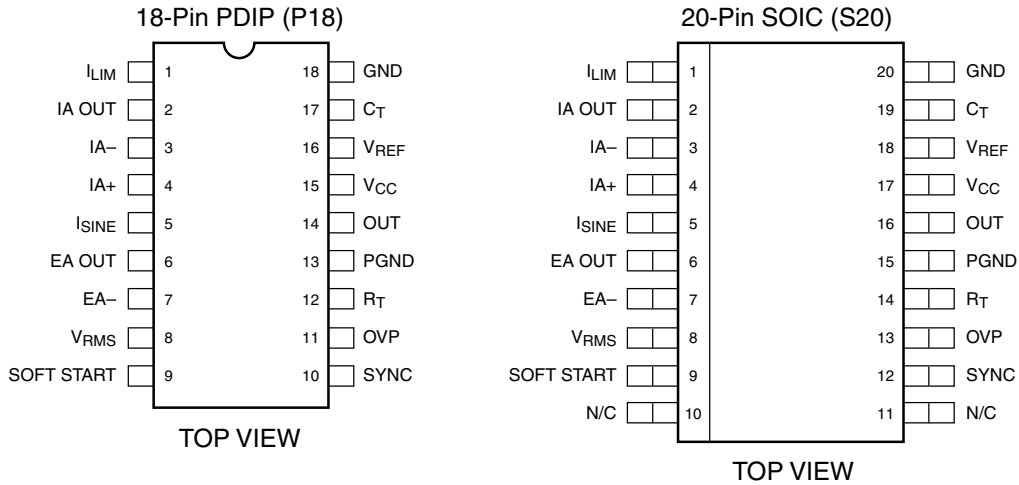 18-Pin PDIP (P18)
ILIM 1 18 GND
IA OUT 2 17 CT
IA– 3 16 VREF
IA+ 4 15 VCC
ISINE 5 14 OUT
EA OUT 6 13 PGND
EA– 7 12 RT
VRMS 8 11 OVP
SOFT START 9 10 SYNC
TOP VIEW
20-Pin SOIC (S20)
ILIM 1 20 GND
IA OUT 2 19 CT
IA– 3 18 VREF
IA+ 4 17 VCC
ISINE 5 16 OUT
EA OUT 6 15 PGND
EA– 7 14 RT
VRMS 8 13 OVP
SOFT START 9 12 SYNC
N/C 10 11 N/C
TOP VIEW